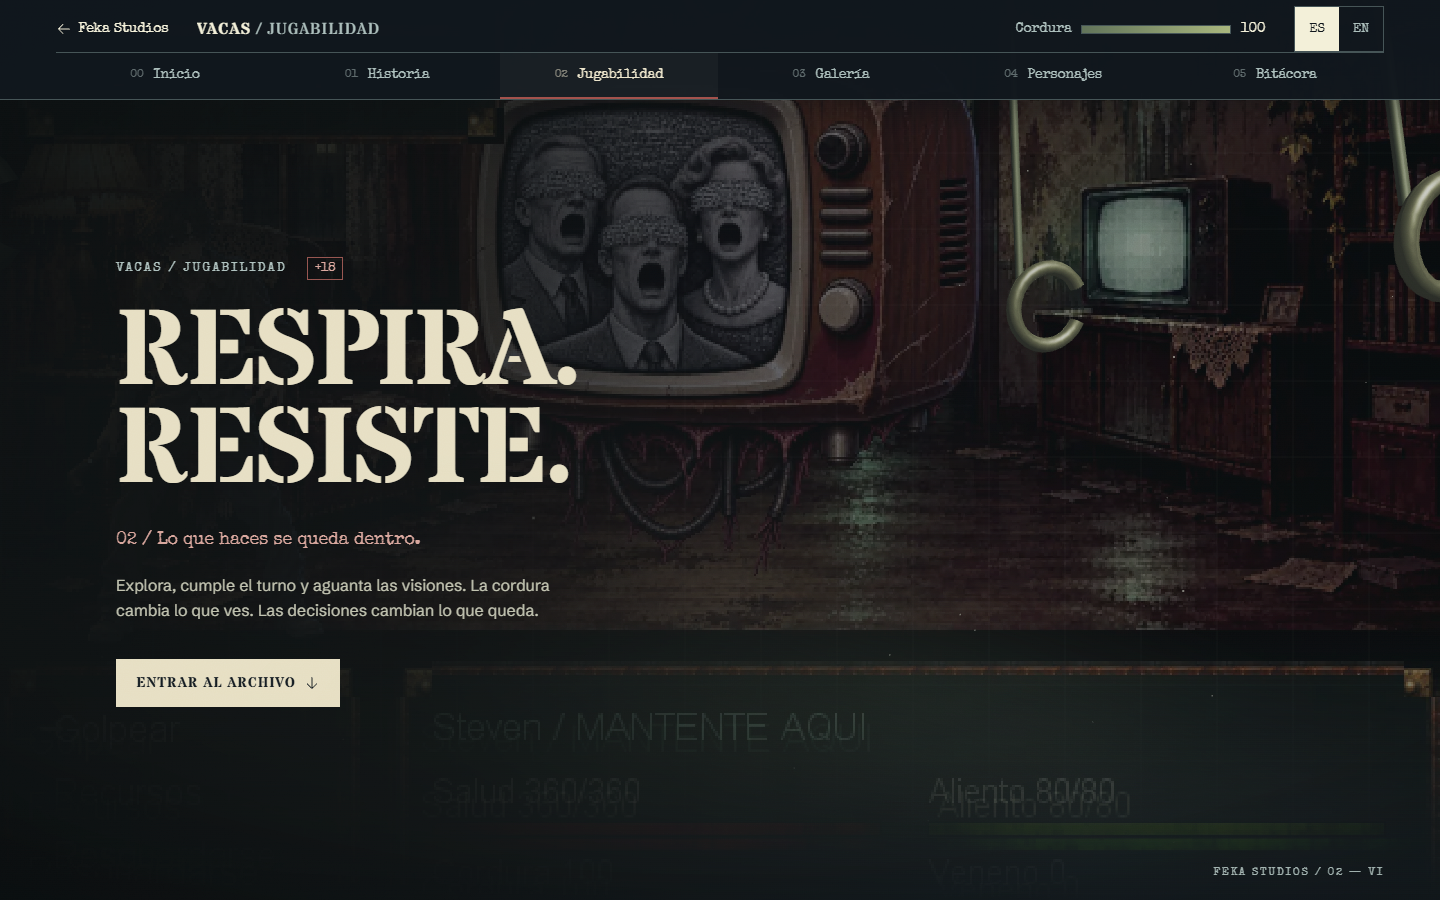 ← Feka Studios
VACAS / JUGABILIDAD
Cordura 100
ES EN
00 Inicio
01 Historia
02 Jugabilidad
03 Galería
04 Personajes
05 Bitácora
VACAS / JUGABILIDAD +18
RESPIRA.
RESISTE.
02 / Lo que haces se queda dentro.
Explora, cumple el turno y aguanta las visiones. La cordura
cambia lo que ves. Las decisiones cambian lo que queda.
ENTRAR AL ARCHIVO ↓
Golpear
Steven / MANTENTE AQUI
Salud 360/360
Aliento 80/80
Veneno 0
FEKA STUDIOS / 02 — VI